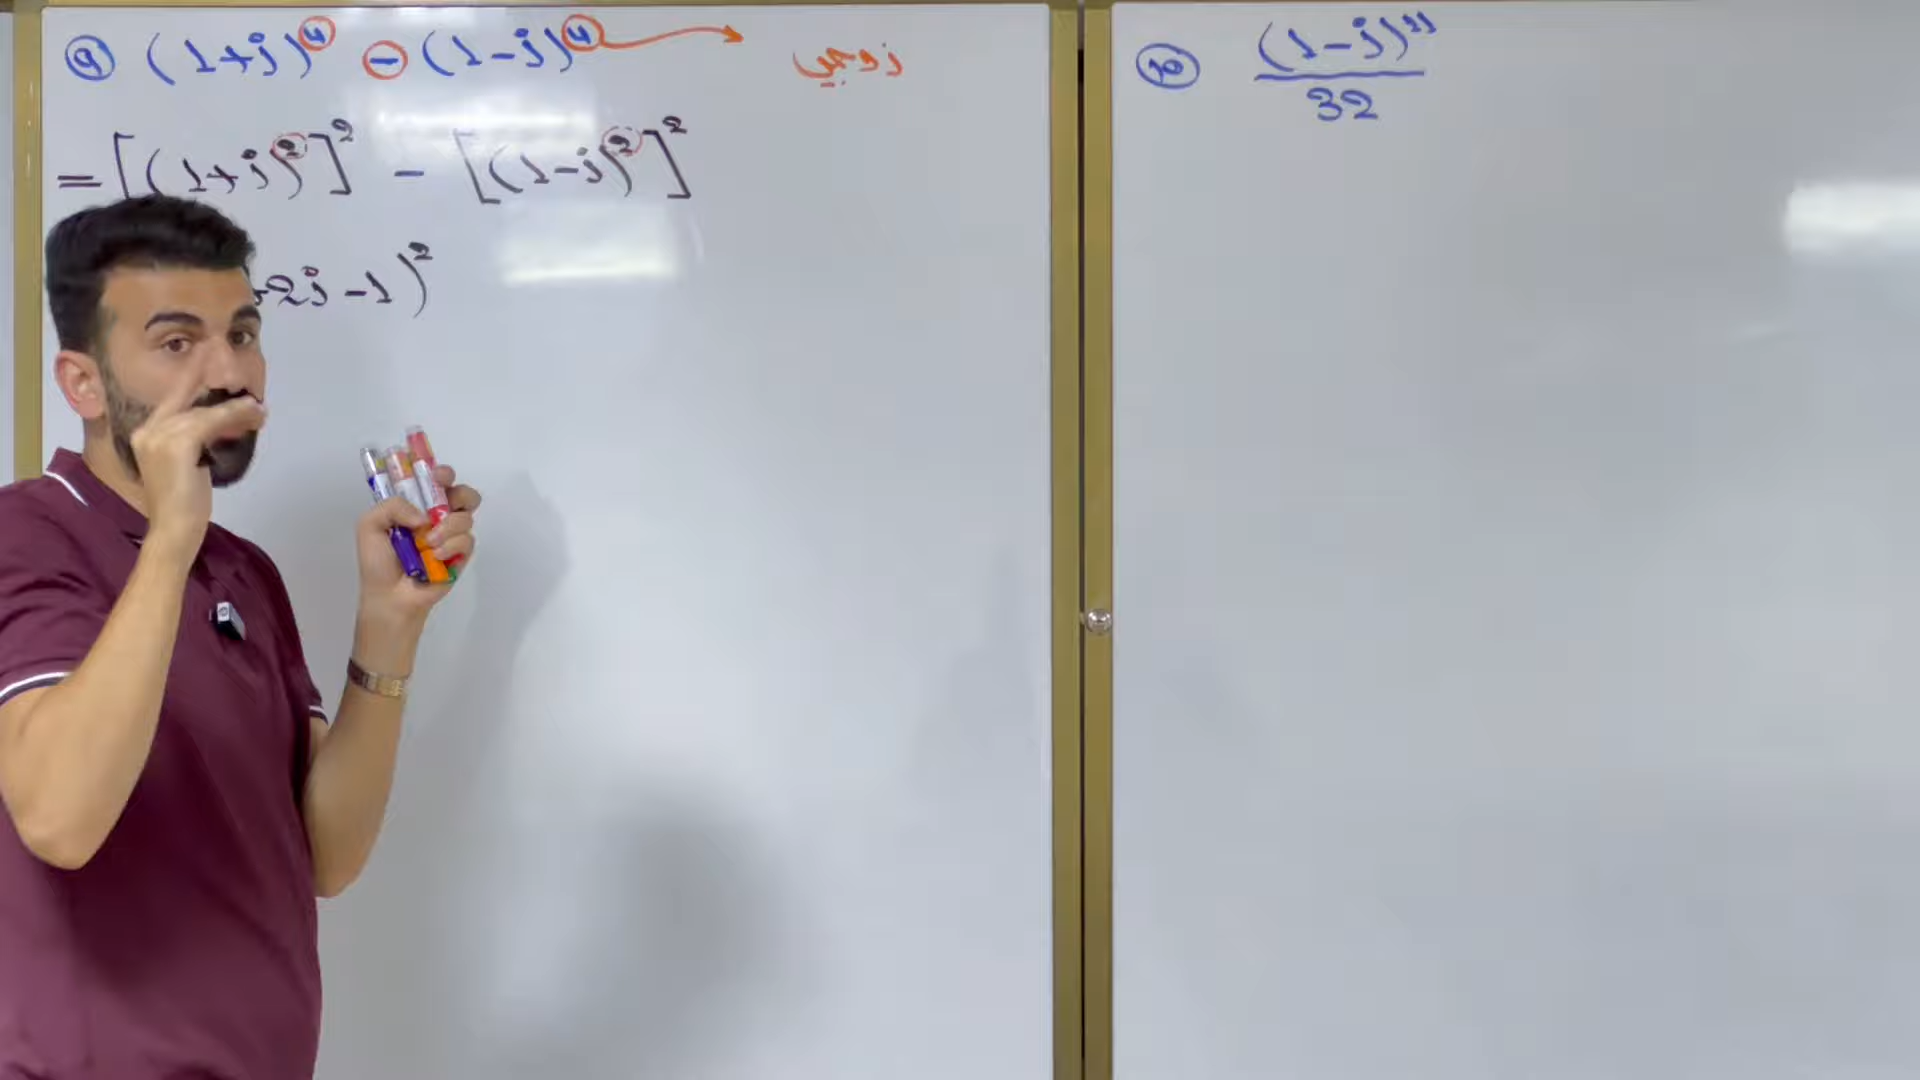 ⑨ (1+i)⁴ − (1−i)⁴ → زوجي
= [(1+i)²]² − [(1−i)²]²
+2i −1)²
⑩ (1−i)¹¹
32